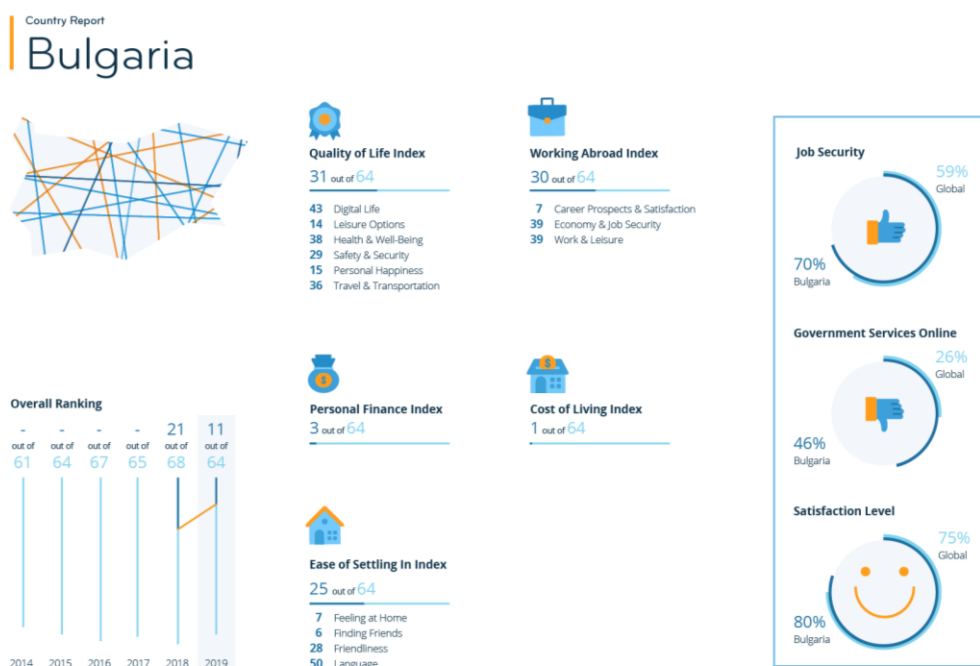 Country Report
Bulgaria
Quality of Life Index
31 out of 64
43 Digital Life
14 Leisure Options
38 Health & Well-Being
29 Safety & Security
15 Personal Happiness
36 Travel & Transportation
Working Abroad Index
30 out of 64
7 Career Prospects & Satisfaction
39 Economy & Job Security
39 Work & Leisure
Personal Finance Index
3 out of 64
Cost of Living Index
1 out of 64
Ease of Settling In Index
25 out of 64
7 Feeling at Home
6 Finding Friends
28 Friendliness
50 Language
Overall Ranking
- - - - 21 11
out of out of out of out of out of out of
61 64 67 65 68 64
2014 2015 2016 2017 2018 2019
Job Security
59%
Global
70%
Bulgaria
Government Services Online
26%
Global
46%
Bulgaria
Satisfaction Level
75%
Global
80%
Bulgaria